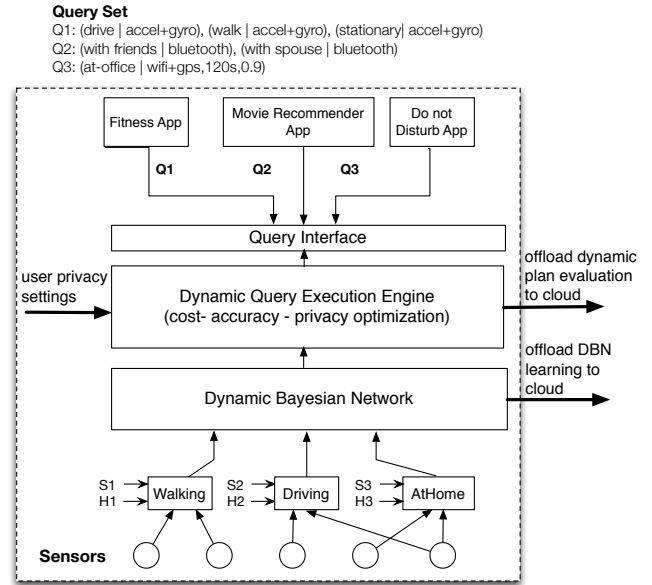 Query Set
Q1: (drive | accel+gyro), (walk | accel+gyro), (stationary| accel+gyro)
Q2: (with friends | bluetooth), (with spouse | bluetooth)
Q3: (at-office | wifi+gps,120s,0.9)
Fitness App
Movie Recommender
App
Do not
Disturb App
Q1
Q2
Q3
Query Interface
user privacy
settings
Dynamic Query Execution Engine
(cost- accuracy - privacy optimization)
offload dynamic
plan evaluation
to cloud
offload DBN
learning to
cloud
Dynamic Bayesian Network
S1
H1
Walking
S2
H2
Driving
S3
H3
AtHome
Sensors